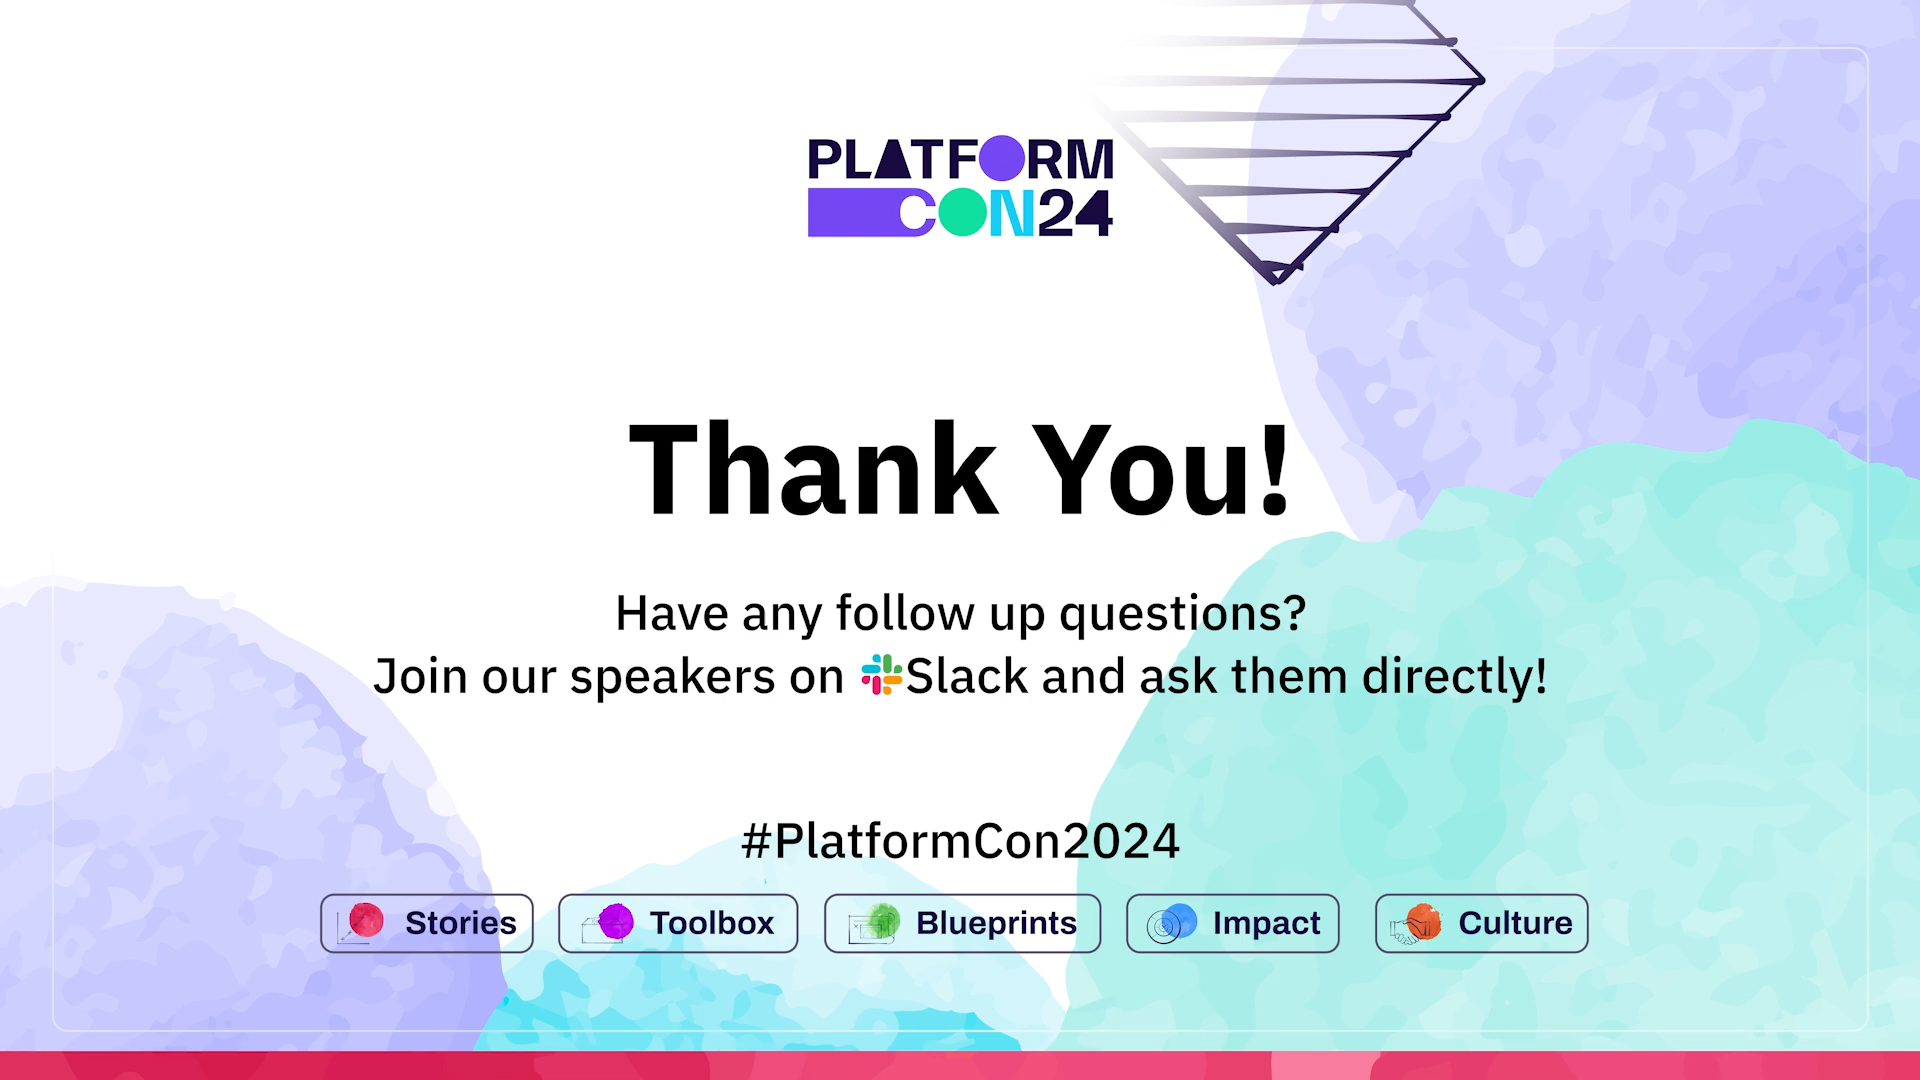 PLATFORM
CON24
Thank You!
Have any follow up questions?
Join our speakers on Slack and ask them directly!
#PlatformCon2024
Stories Toolbox Blueprints Impact Culture